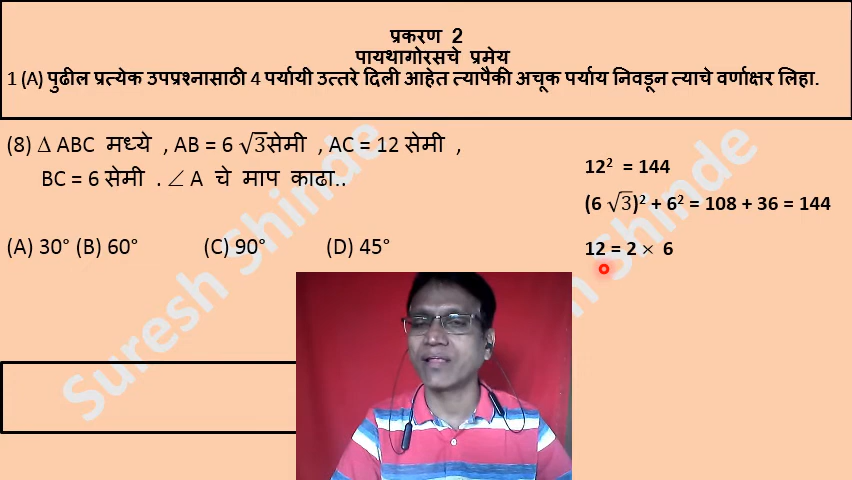 प्रकरण 2
पायथागोरसचे प्रमेय
1 (A) पुढील प्रत्येक उपप्रश्नासाठी 4 पर्यायी उत्तरे दिली आहेत त्यापैकी अचूक पर्याय निवडून त्याचे वर्णाक्षर लिहा.
(8) ∆ ABC मध्ये , AB = 6 √3सेमी , AC = 12 सेमी ,
BC = 6 सेमी . ∠ A चे माप काढा..
(A) 30° (B) 60° (C) 90° (D) 45°
12² = 144
(6 √3)² + 6² = 108 + 36 = 144
12 = 2 × 6
Suresh Shinde
Shinde